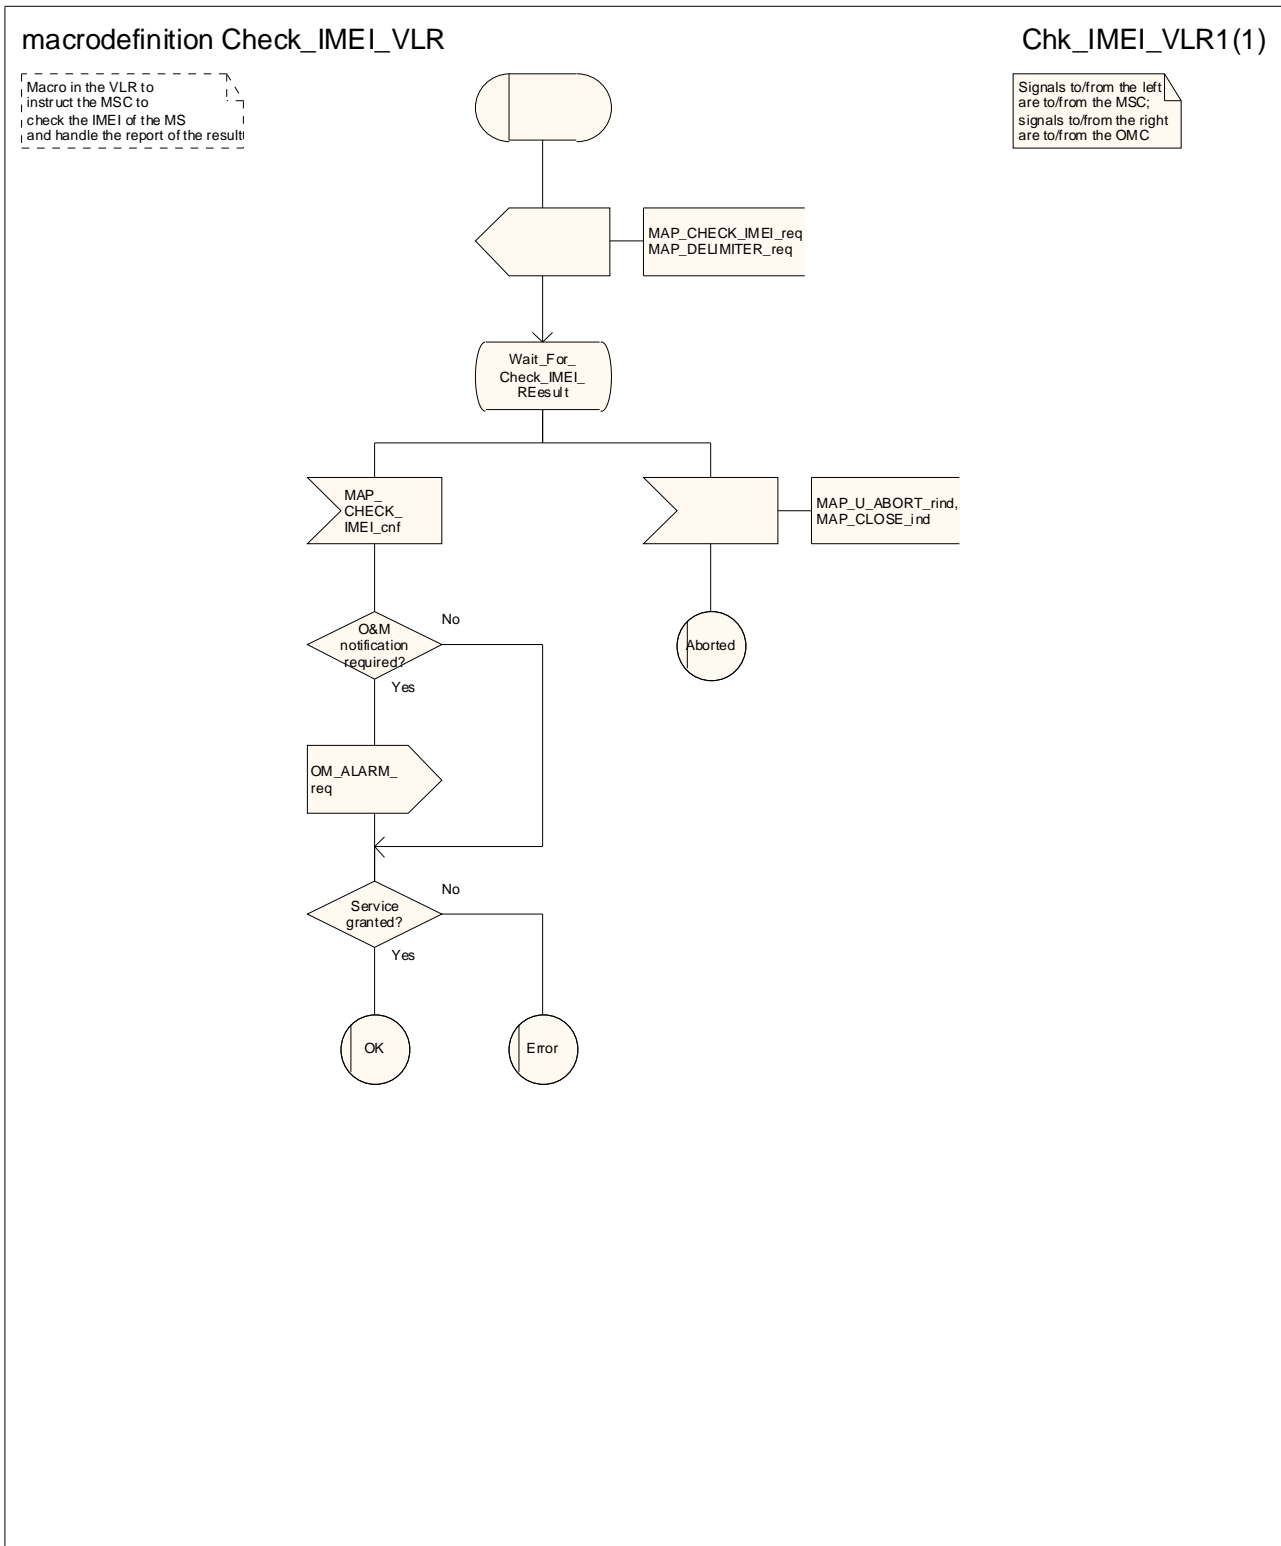 macrodefinition Check_IMEI_VLR
Chk_IMEI_VLR1(1)
Macro in the VLR to
instruct the MSC to
check the IMEI of the MS
and handle the report of the result
Signals to/from the left
are to/from the MSC;
signals to/from the right
are to/from the OMC
MAP_CHECK_IMEI_req
MAP_DELIMITER_req
Wait_For_
Check_IMEI_
REesult
MAP_
CHECK_
IMEI_cnf
MAP_U_ABORT_rind,
MAP_CLOSE_ind
O&M
notification
required?
No
Yes
Aborted
OM_ALARM_
req
Service
granted?
No
Yes
OK
Error